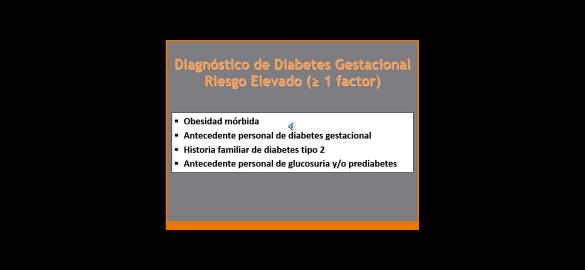 Diagnóstico de Diabetes Gestacional
Riesgo Elevado (≥ 1 factor)
▪ Obesidad mórbida
▪ Antecedente personal de diabetes gestacional
▪ Historia familiar de diabetes tipo 2
▪ Antecedente personal de glucosuria y/o prediabetes